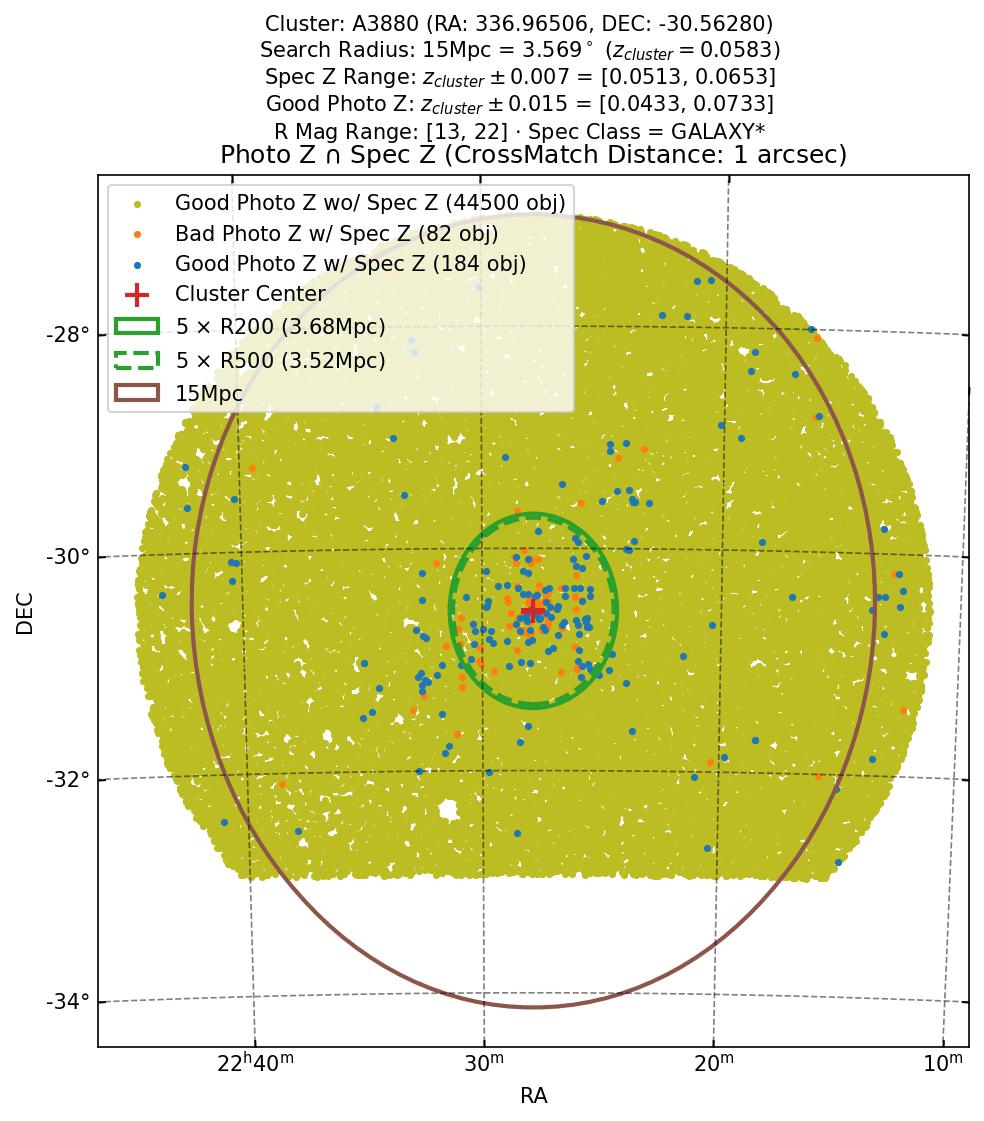 Cluster: A3880 (RA: 336.96506, DEC: -30.56280)
Search Radius: 15Mpc = 3.569° (z_cluster = 0.0583)
Spec Z Range: z_cluster ± 0.007 = [0.0513, 0.0653]
Good Photo Z: z_cluster ± 0.015 = [0.0433, 0.0733]
R Mag Range: [13, 22] · Spec Class = GALAXY*
Photo Z ∩ Spec Z (CrossMatch Distance: 1 arcsec)
Good Photo Z wo/ Spec Z (44500 obj)
Bad Photo Z w/ Spec Z (82 obj)
Good Photo Z w/ Spec Z (184 obj)
Cluster Center
5 × R200 (3.68Mpc)
5 × R500 (3.52Mpc)
15Mpc
-28°
-30°
-32°
-34°
DEC
22h40m 30m 20m 10m
RA